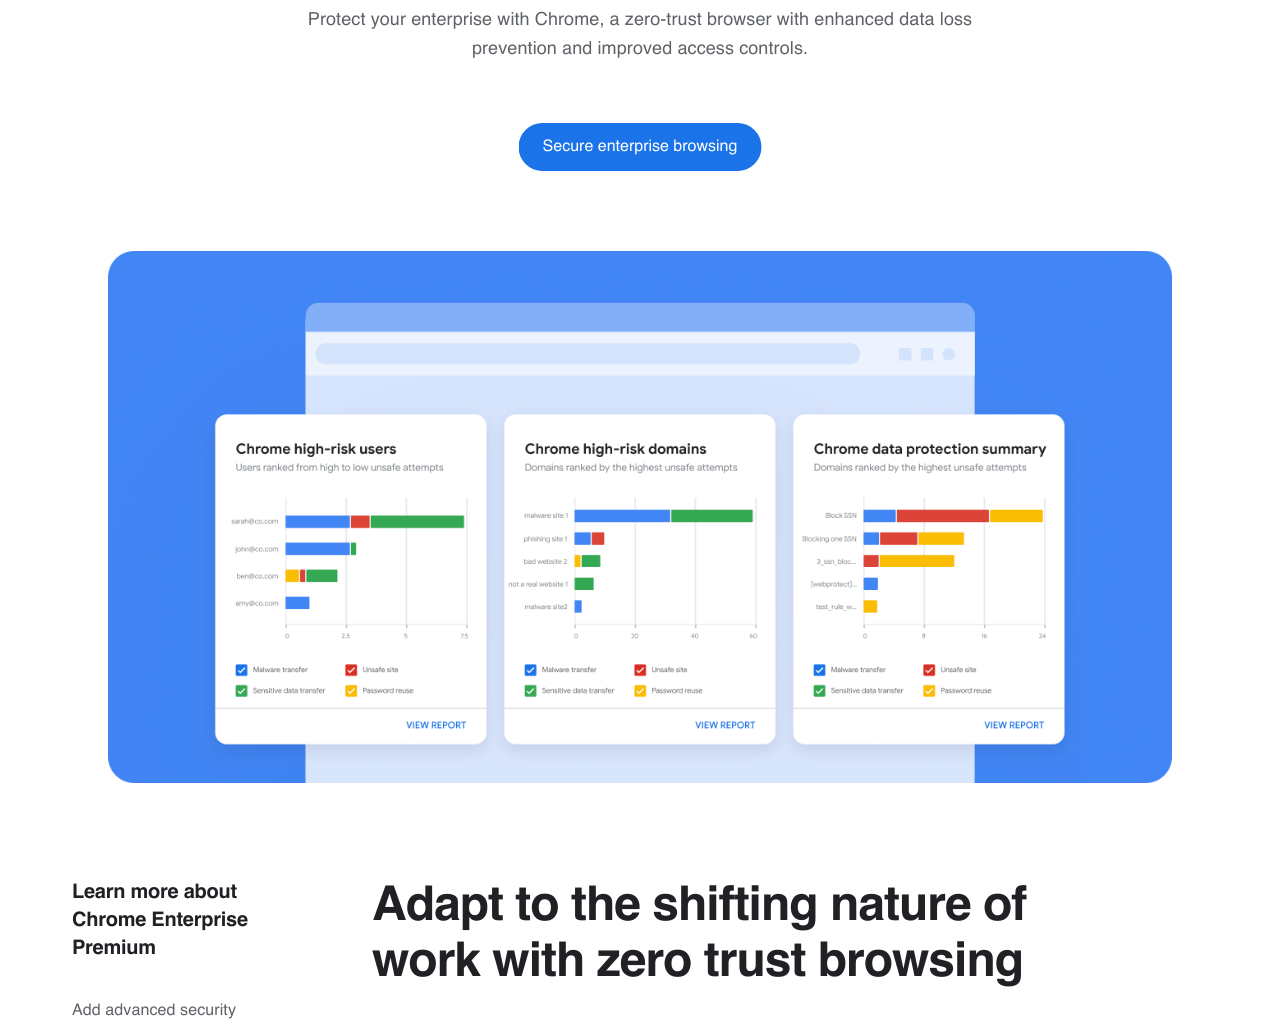 Protect your enterprise with Chrome, a zero-trust browser with enhanced data loss
prevention and improved access controls.
Secure enterprise browsing
Chrome high-risk users
Users ranked from high to low unsafe attempts
sarah@co.com
john@co.com
ben@co.com
amy@co.com
0 2.5 5 7.5
Malware transfer Unsafe site
Sensitive data transfer Password reuse
VIEW REPORT
Chrome high-risk domains
Domains ranked by the highest unsafe attempts
malware site 1
phishing site 1
bad website 2
not a real website 1
malware site2
0 20 40 60
Malware transfer Unsafe site
Sensitive data transfer Password reuse
VIEW REPORT
Chrome data protection summary
Domains ranked by the highest unsafe attempts
Block SSN
Blocking one SSN
3_ssn_bloc...
[webprotect]...
test_rule_w...
0 8 16 24
Malware transfer Unsafe site
Sensitive data transfer Password reuse
VIEW REPORT
Learn more about
Chrome Enterprise
Premium
Add advanced security
Adapt to the shifting nature of
work with zero trust browsing